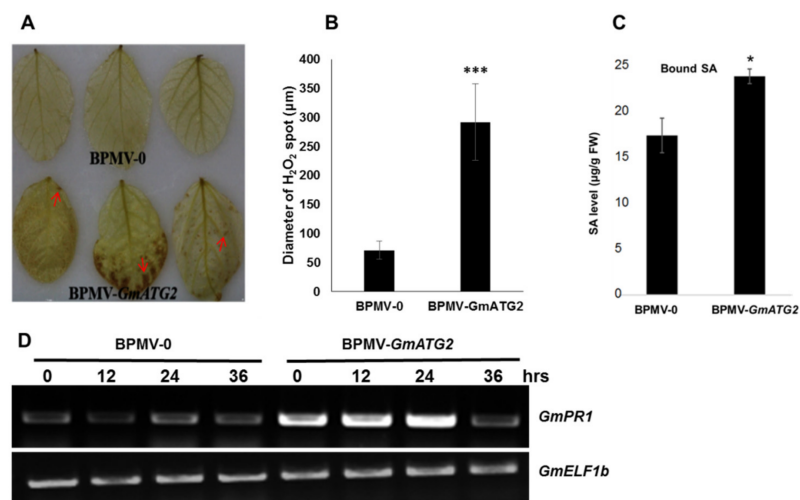 A
BPMV-0
BPMV-GmATG2
B
Diameter of H₂O₂ spot (μm)
400
350
300
250
200
150
100
50
0
***
BPMV-0
BPMV-GmATG2
C
SA level (μg/g FW)
25
20
15
15
5
0
Bound SA
*
BPMV-0
BPMV-GmATG2
D
BPMV-0
BPMV-GmATG2
0 12 24 36 0 12 24 36 hrs
GmPR1
GmELF1b